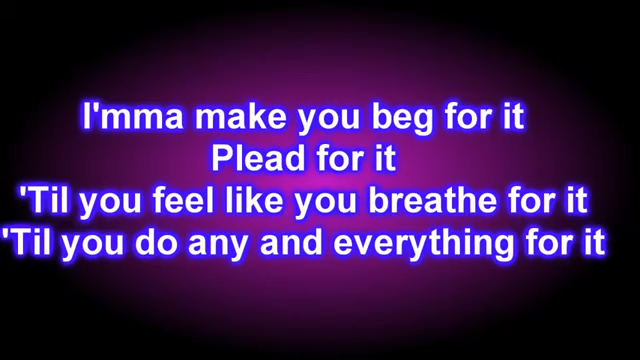 I'mma make you beg for it
Plead for it
'Til you feel like you breathe for it
'Til you do any and everything for it